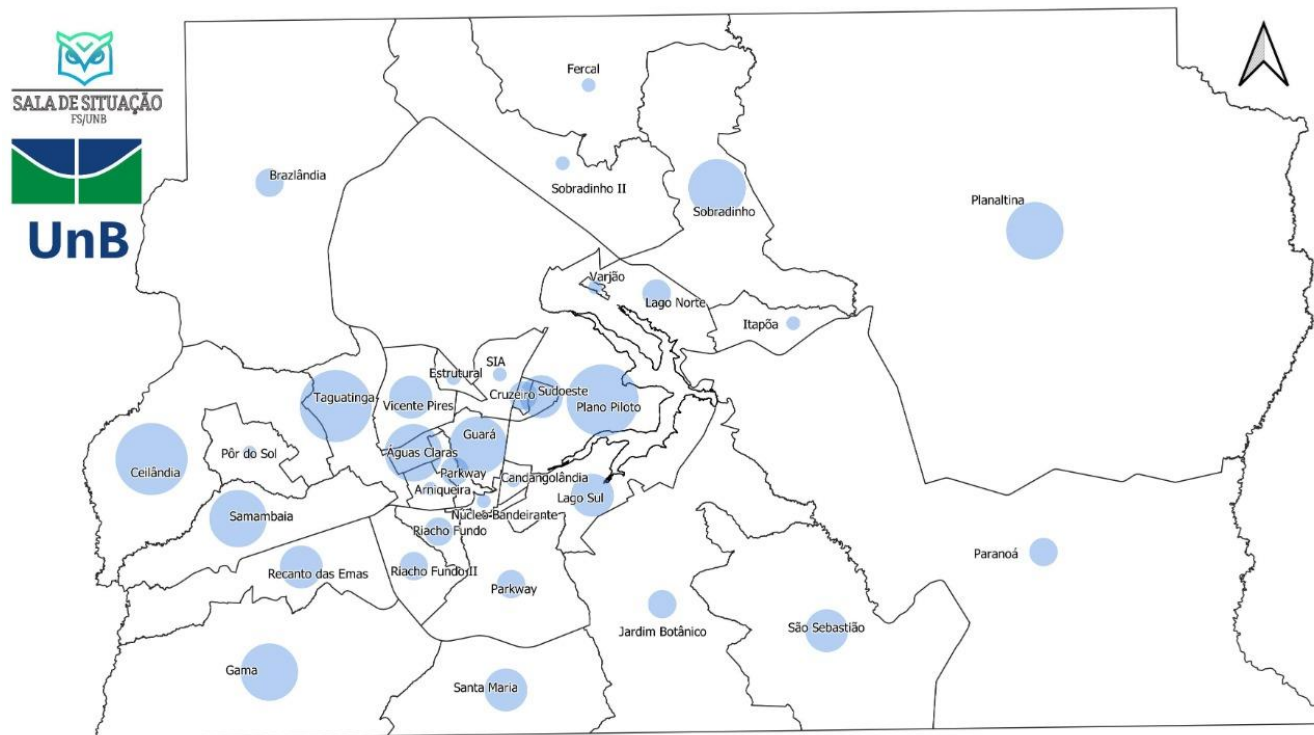 SALA DE SITUAÇÃO
FS/UNB
UnB
Fercal
Brazlândia
Sobradinho II
Sobradinho
Planaltina
Varjão
Lago Norte
Itapõa
SIA
Estrutural
Taguatinga
Vicente Pires
Cruzeiro
Sudoeste
Plano Piloto
Guará
Pôr do Sol
Águas Claras
Ceilândia
Parkway
Candangolândia
Arniqueira
Lago Sul
Samambaia
Núcleo Bandeirante
Riacho Fundo
Recanto das Emas
Riacho Fundo II
Paranoá
Parkway
Jardim Botânico
São Sebastião
Gama
Santa Maria